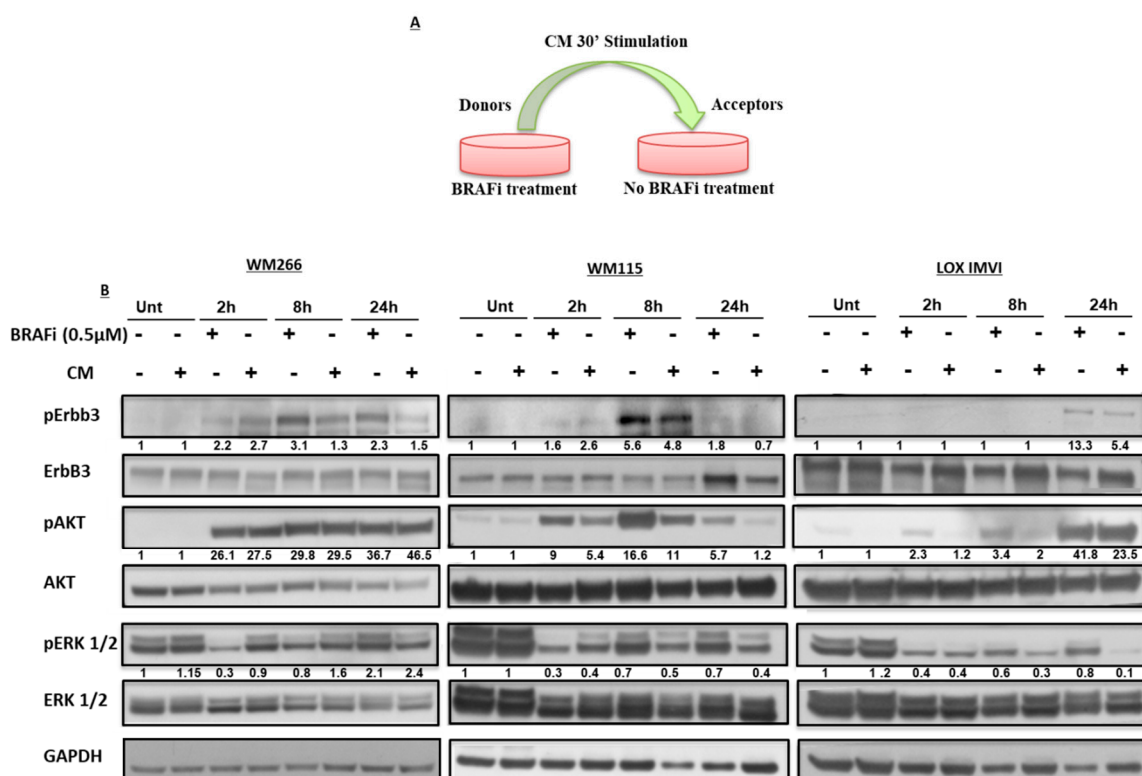 A
CM 30’ Stimulation
Donors Acceptors
BRAFi treatment No BRAFi treatment
WM266 WM115 LOX IMVI
B
Unt 2h 8h 24h Unt 2h 8h 24h Unt 2h 8h 24h
BRAFi (0.5µM) - - + - + - + - - - + - + - + - - - + - + - + -
CM - + - + - + - + - + - + - + - + - + - + - + - +
pErbb3
1 1 2.2 2.7 3.1 1.3 2.3 1.5 1 1 1.6 2.6 5.6 4.8 1.8 0.7 1 1 1 1 1 1 13.3 5.4
ErbB3
pAKT
1 1 26.1 27.5 29.8 29.5 36.7 46.5 1 1 9 5.4 16.6 11 5.7 1.2 1 1 2.3 1.2 3.4 2 41.8 23.5
AKT
pERK 1/2
1 1.15 0.3 0.9 0.8 1.6 2.1 2.4 1 1 0.3 0.4 0.7 0.5 0.7 0.4 1 1.2 0.4 0.4 0.6 0.3 0.8 0.1
ERK 1/2
GAPDH